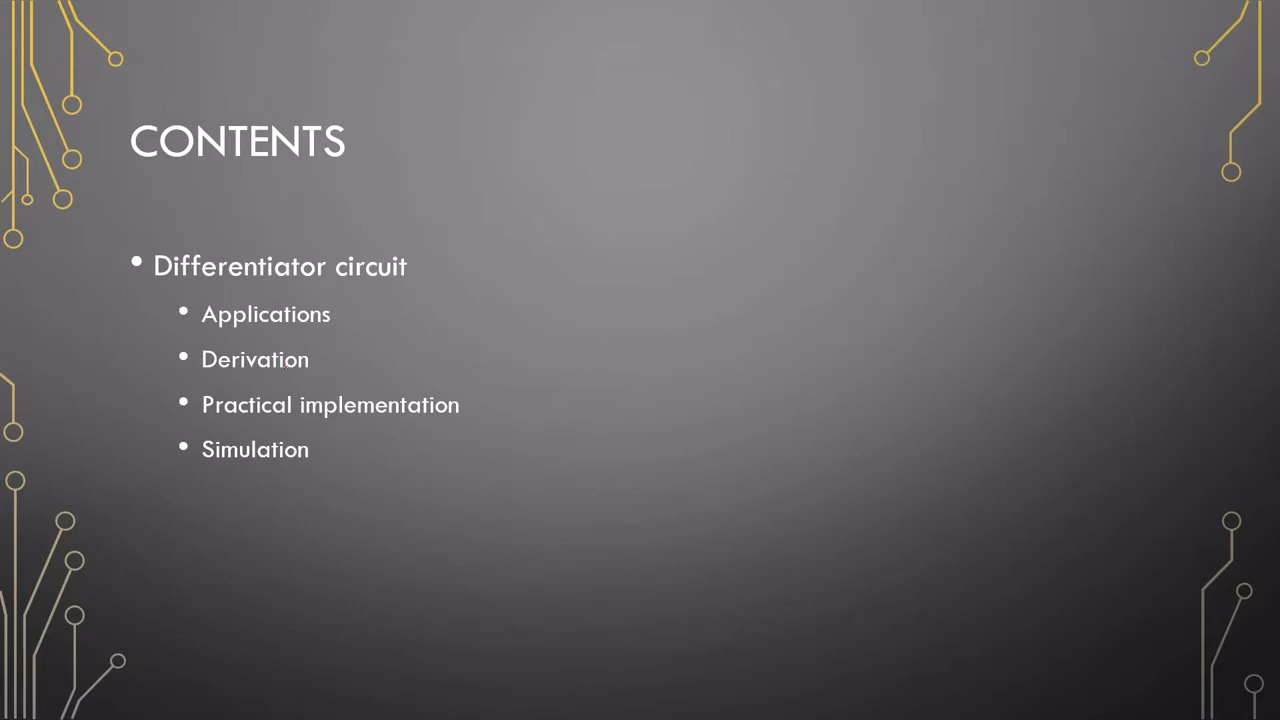 CONTENTS
• Differentiator circuit
• Applications
• Derivation
• Practical implementation
• Simulation